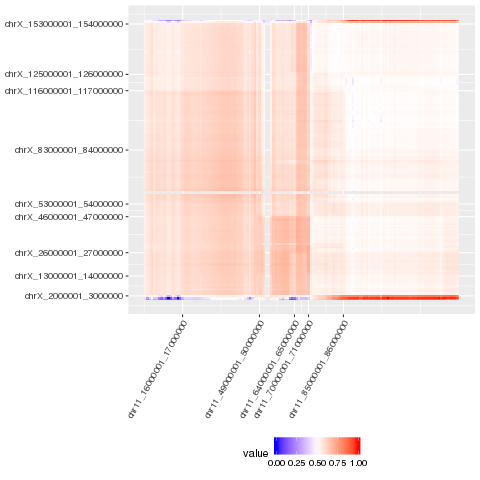 chrX_153000001_154000000
chrX_125000001_126000000
chrX_116000001_117000000
chrX_83000001_84000000
chrX_53000001_54000000
chrX_46000001_47000000
chrX_26000001_27000000
chrX_13000001_14000000
chrX_2000001_3000000
chr11_16000001_17000000
chr11_49000001_50000000
chr11_64000001_65000000
chr11_70000001_71000000
chr11_85000001_86000000
value
0.00 0.25 0.50 0.75 1.00